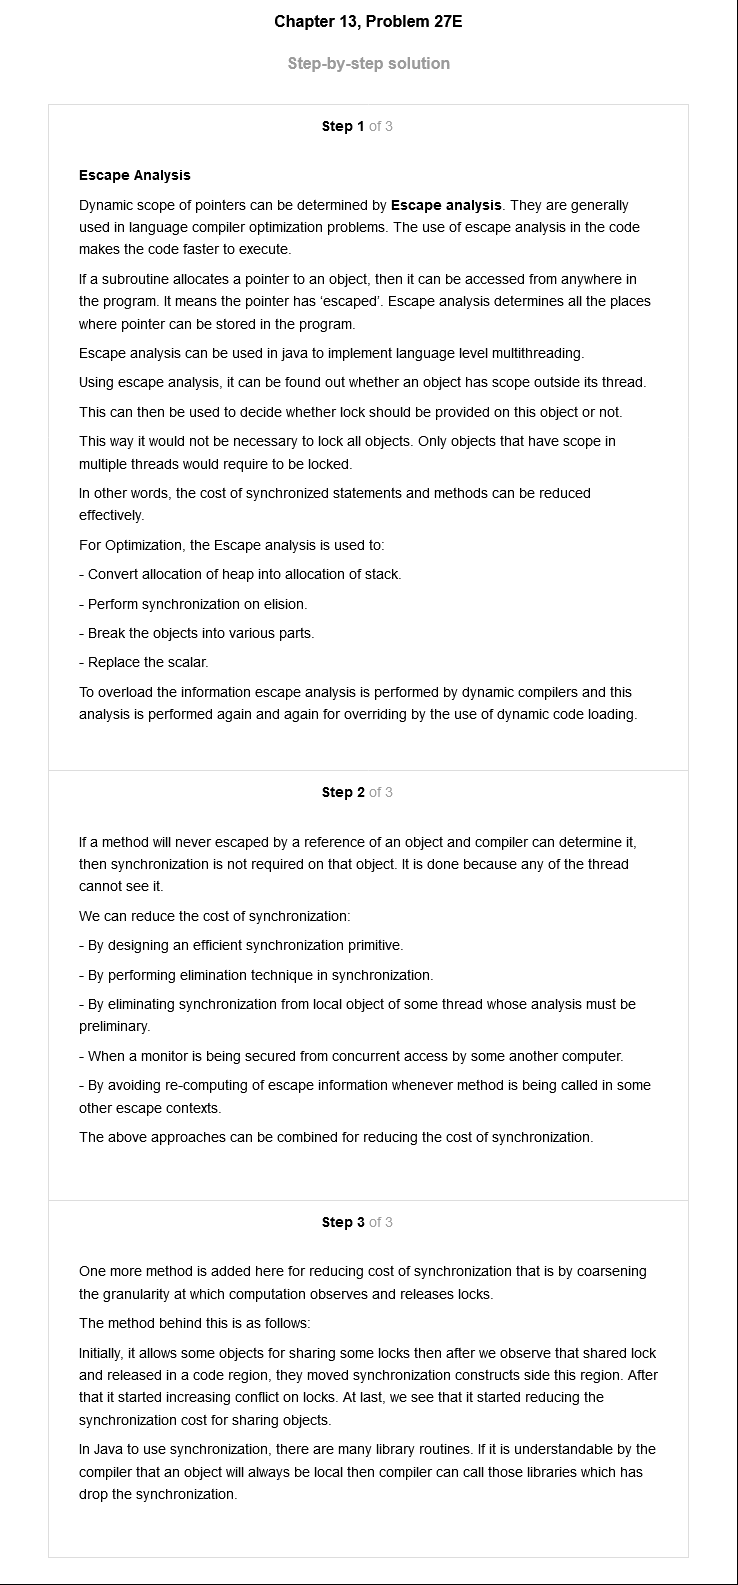 Chapter 13, Problem 27E
Step-by-step solution
Step 1 of 3
Escape Analysis
Dynamic scope of pointers can be determined by Escape analysis. They are generally
used in language compiler optimization problems. The use of escape analysis in the code
makes the code faster to execute.
If a subroutine allocates a pointer to an object, then it can be accessed from anywhere in
the program. It means the pointer has ‘escaped’. Escape analysis determines all the places
where pointer can be stored in the program.
Escape analysis can be used in java to implement language level multithreading.
Using escape analysis, it can be found out whether an object has scope outside its thread.
This can then be used to decide whether lock should be provided on this object or not.
This way it would not be necessary to lock all objects. Only objects that have scope in
multiple threads would require to be locked.
In other words, the cost of synchronized statements and methods can be reduced
effectively.
For Optimization, the Escape analysis is used to:
- Convert allocation of heap into allocation of stack.
- Perform synchronization on elision.
- Break the objects into various parts.
- Replace the scalar.
To overload the information escape analysis is performed by dynamic compilers and this
analysis is performed again and again for overriding by the use of dynamic code loading.
Step 2 of 3
If a method will never escaped by a reference of an object and compiler can determine it,
then synchronization is not required on that object. It is done because any of the thread
cannot see it.
We can reduce the cost of synchronization:
- By designing an efficient synchronization primitive.
- By performing elimination technique in synchronization.
- By eliminating synchronization from local object of some thread whose analysis must be
preliminary.
- When a monitor is being secured from concurrent access by some another computer.
- By avoiding re-computing of escape information whenever method is being called in some
other escape contexts.
The above approaches can be combined for reducing the cost of synchronization.
Step 3 of 3
One more method is added here for reducing cost of synchronization that is by coarsening
the granularity at which computation observes and releases locks.
The method behind this is as follows:
Initially, it allows some objects for sharing some locks then after we observe that shared lock
and released in a code region, they moved synchronization constructs side this region. After
that it started increasing conflict on locks. At last, we see that it started reducing the
synchronization cost for sharing objects.
In Java to use synchronization, there are many library routines. If it is understandable by the
compiler that an object will always be local then compiler can call those libraries which has
drop the synchronization.